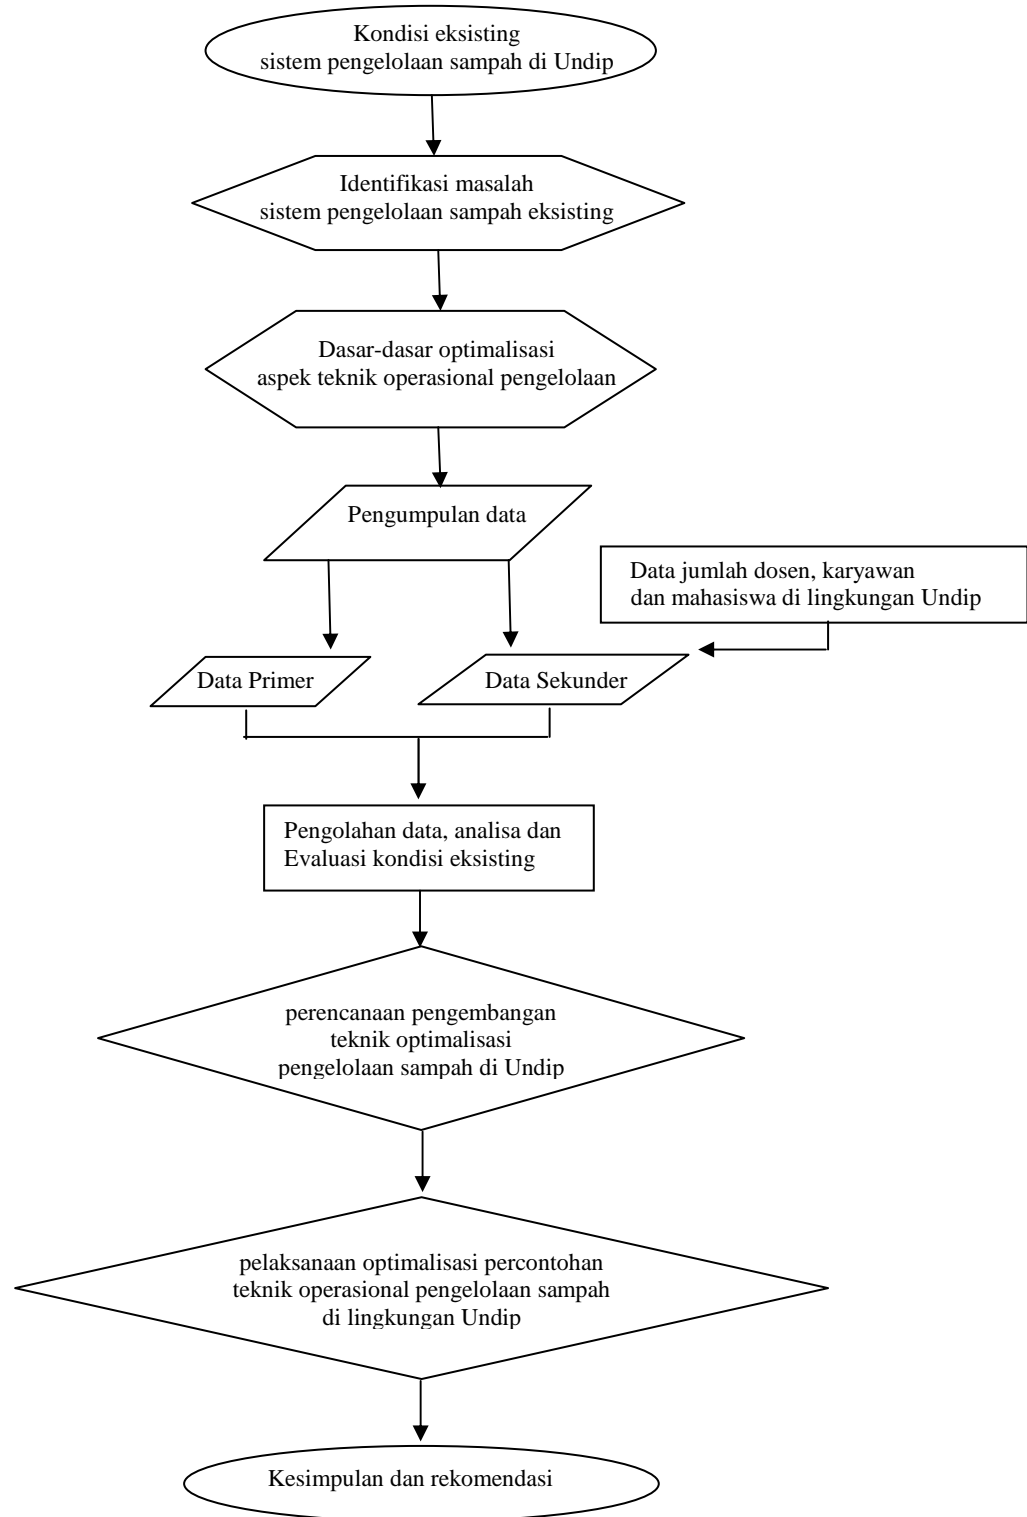 Kondisi eksisting
sistem pengelolaan sampah di Undip
Identifikasi masalah
sistem pengelolaan sampah eksisting
Dasar-dasar optimalisasi
aspek teknik operasional pengelolaan
Pengumpulan data
Data jumlah dosen, karyawan
dan mahasiswa di lingkungan Undip
Data Primer
Data Sekunder
Pengolahan data, analisa dan
Evaluasi kondisi eksisting
perencanaan pengembangan
teknik optimalisasi
pengelolaan sampah di Undip
pelaksanaan optimalisasi percontohan
teknik operasional pengelolaan sampah
di lingkungan Undip
Kesimpulan dan rekomendasi